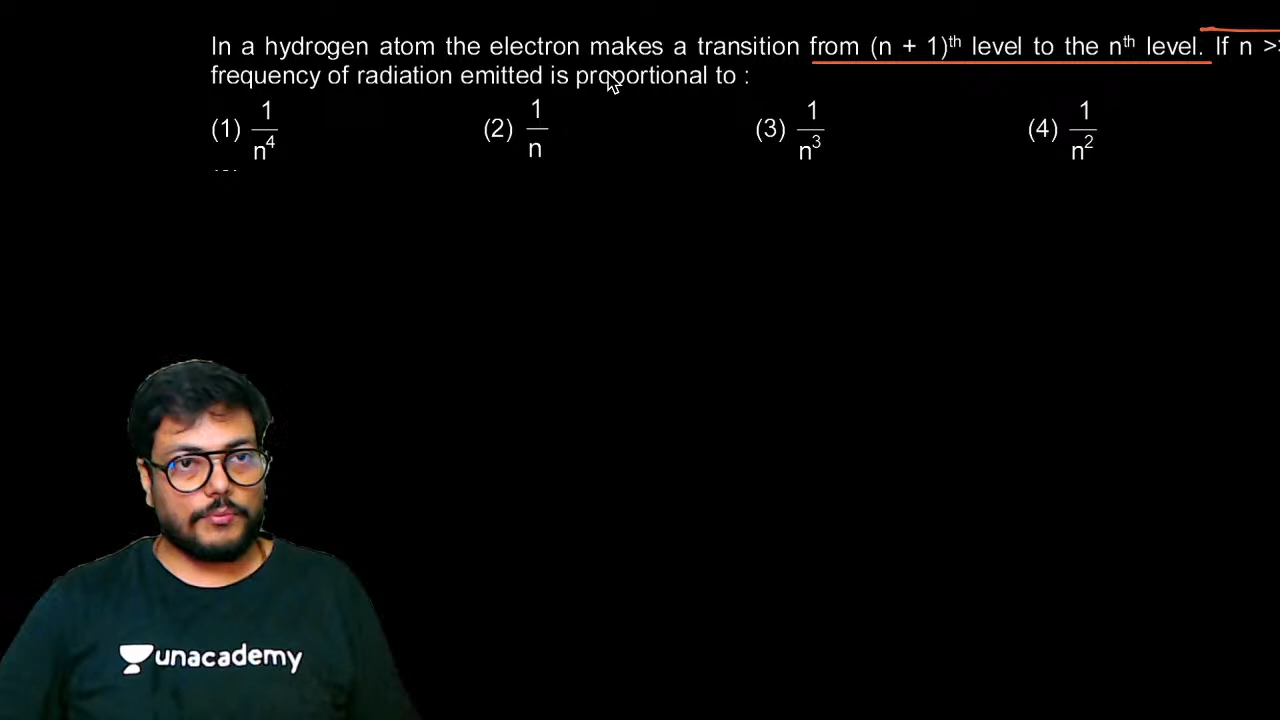 In a hydrogen atom the electron makes a transition from (n + 1)ᵗʰ level to the nᵗʰ level. If n >
frequency of radiation emitted is proportional to :
(1) 1/n⁴ (2) 1/n (3) 1/n³ (4) 1/n²
unacademy